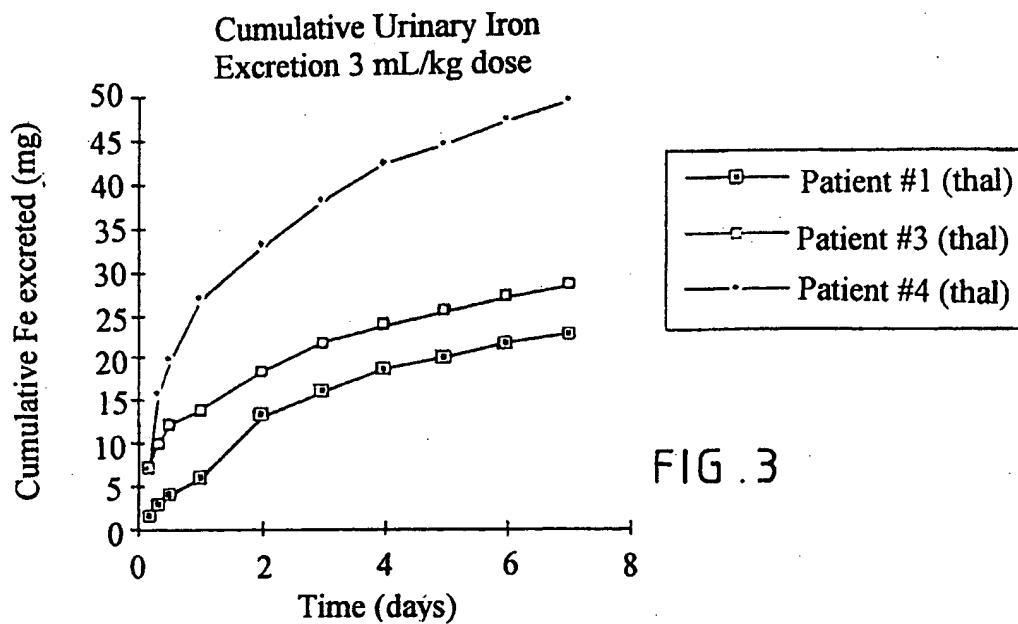 Cumulative Urinary Iron
Excretion 3 mL/kg dose
Cumulative Fe excreted (mg)
50
45
40
35
30
25
20
15
10
5
0
0 2 4 6 8
Time (days)
Patient #1 (thal)
Patient #3 (thal)
Patient #4 (thal)
FIG.3